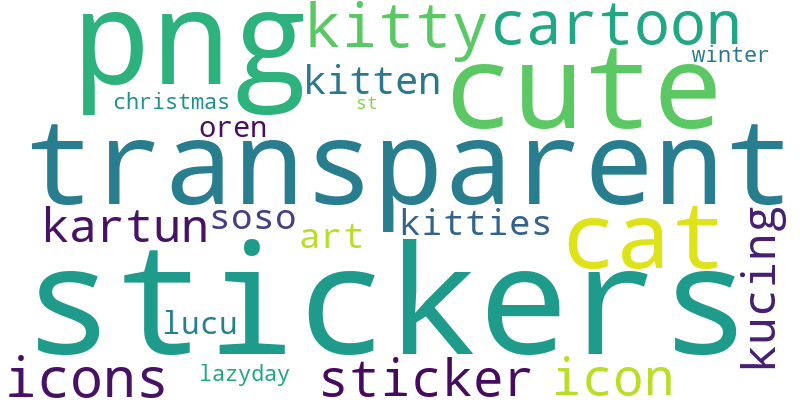 png
kitty
cartoon
winter
cute
kitten
christmas
st
oren
transparent
kartun
soso
art
kitties
cat
kucing
stickers
lucu
icons
lazyday
sticker
icon